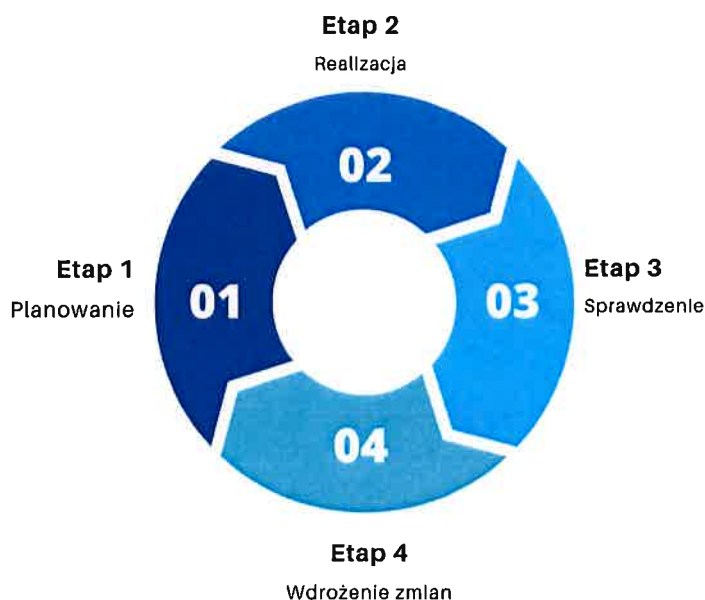 Etap 2
Realizacja
02
Etap 1
Planowanie
01
Etap 3
Sprawdzenie
03
04
Etap 4
Wdrożenie zmian